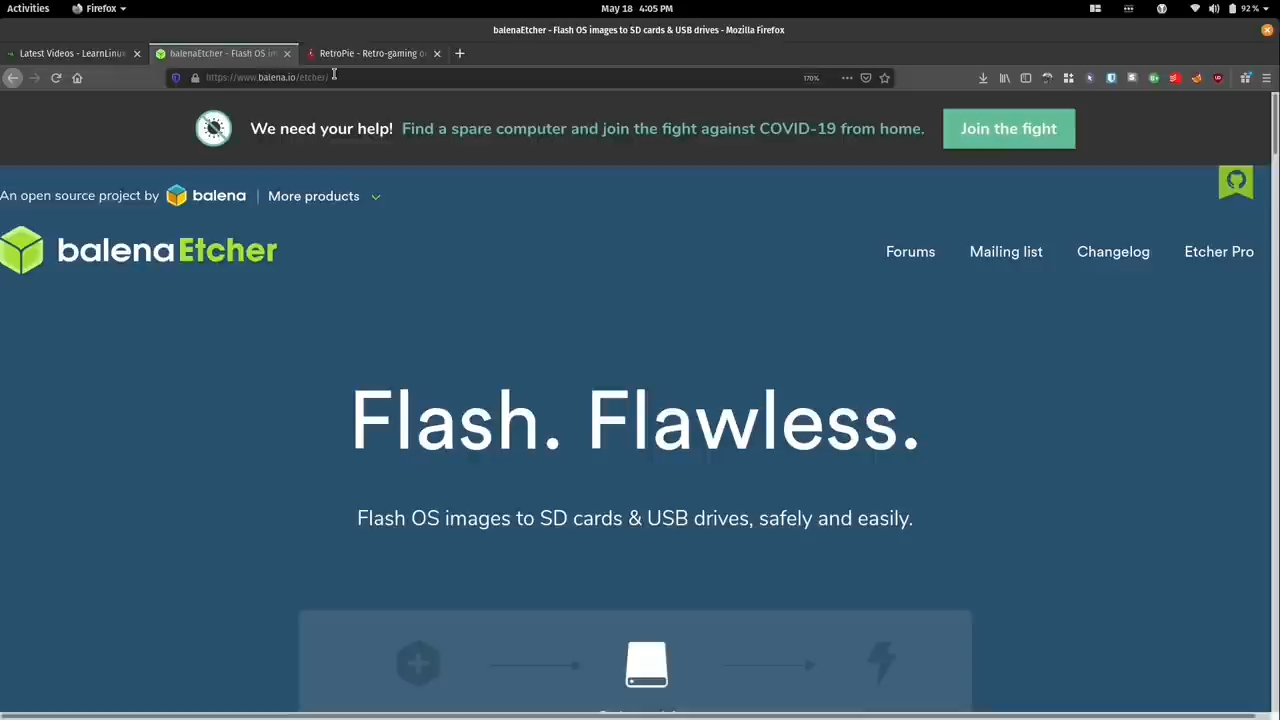 Activities
Firefox
May 18 4:05 PM
92 %
balenaEtcher - Flash OS images to SD cards & USB drives - Mozilla Firefox
Latest Videos - LearnLinu
balenaEtcher - Flash OS im
RetroPie - Retro-gaming o
https://www.balena.io/etcher/
170%
We need your help! Find a spare computer and join the fight against COVID-19 from home.
Join the fight
An open source project by balena
More products
balenaEtcher
Forums
Mailing list
Changelog
Etcher Pro
Flash. Flawless.
Flash OS images to SD cards & USB drives, safely and easily.